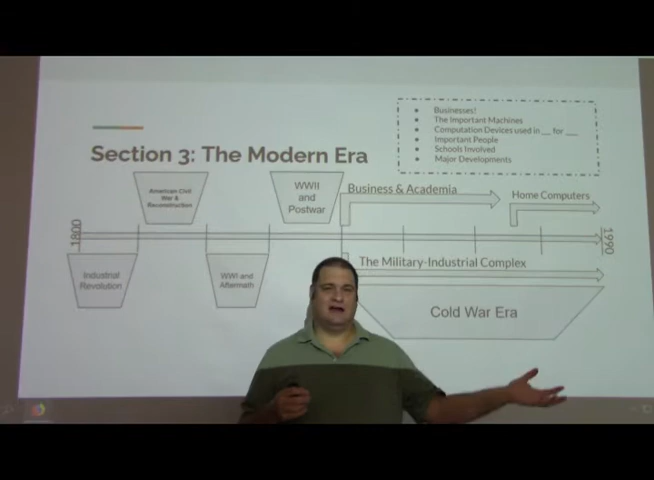 Businesses!
The Important Machines
Computation Devices used in ___ for ___
Important People
Schools Involved
Major Developments
Section 3: The Modern Era
American Civil
War &
Reconstruction
WWII
and
Postwar
Business & Academia
Home Computers
1800
1990
Industrial
Revolution
WWI and
Aftermath
The Military-Industrial Complex
Cold War Era